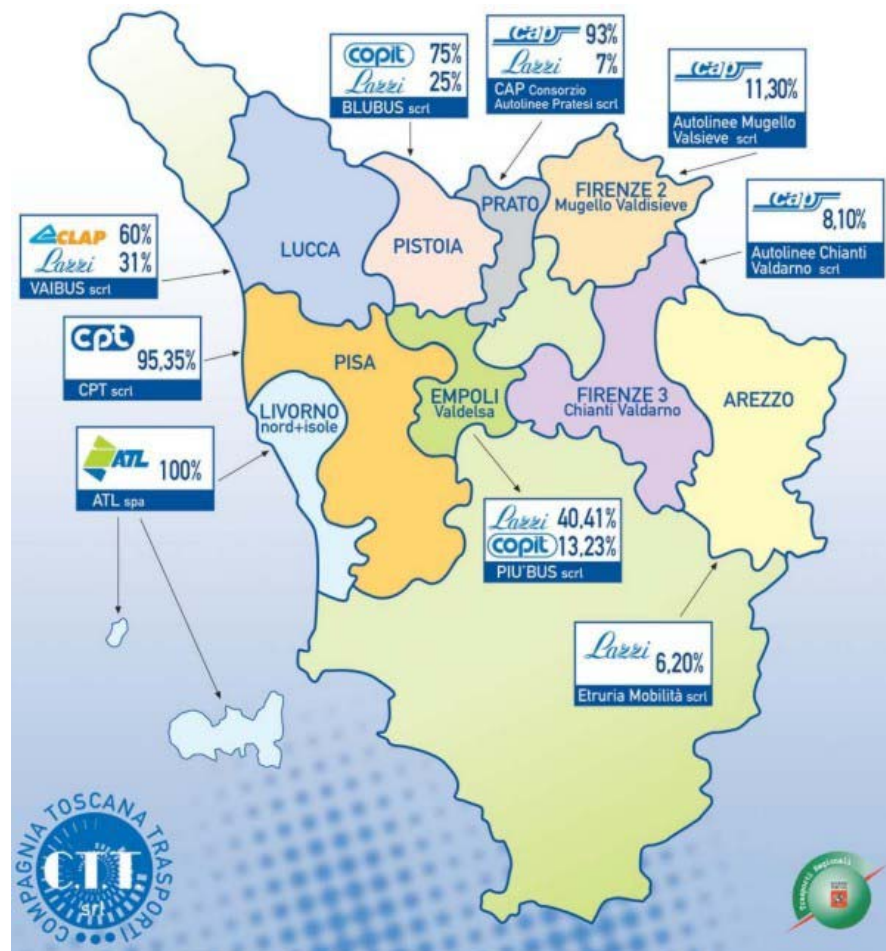 copit 75%
Lazzi 25%
BLUBUS scrl
cap 93%
Lazzi 7%
CAP Consorzio
Autolinee Pratesi scrl
cap
11,30%
Autolinee Mugello
Valsieve scrl
cap
8,10%
Autolinee Chianti
Valdarno scrl
CLAP 60%
Lazzi 31%
VAIBUS scrl
cpt
95,35%
CPT scrl
ATL 100%
ATL spa
LUCCA
PISTOIA
PRATO
FIRENZE 2
Mugello Valdisieve
PISA
LIVORNO
nord+isole
EMPOLI
Valdelsa
FIRENZE 3
Chianti Valdarno
AREZZO
Lazzi 40,41%
copit 13,23%
PIU'BUS scrl
Lazzi 6,20%
Etruria Mobilità scrl
COMPAGNIA TOSCANA TRASPORTI
C.T.T
srl
Trasporti Regionali